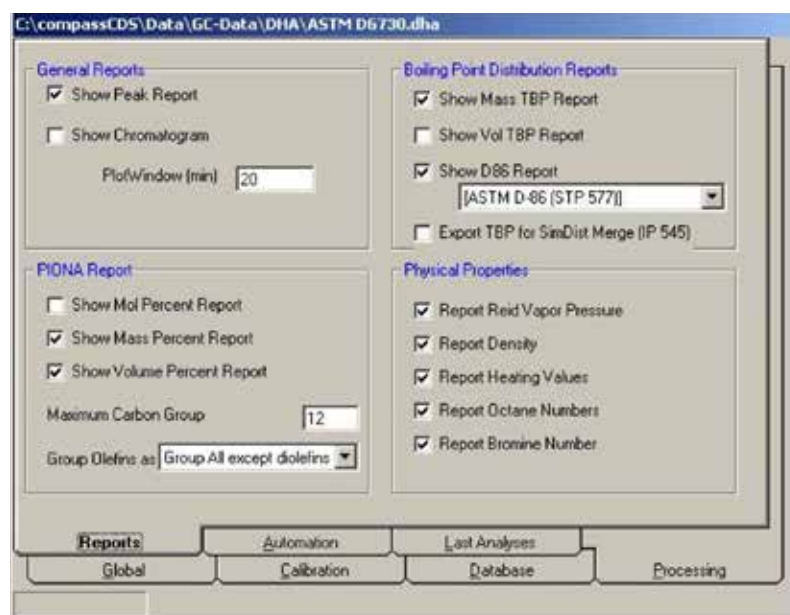 C:\compassCDS\Data\GC-Data\DHA\ASTM D6730.dha
General Reports
Show Peak Report
Show Chromatogram
PlotWindow (min) 20
Boiling Point Distribution Reports
Show Mass TBP Report
Show Vol TBP Report
Show D86 Report
[ASTM D-86 (STP 577)]
Export TBP for SimDist Merge (IP 545)
PIONA Report
Show Mol Percent Report
Show Mass Percent Report
Show Volume Percent Report
Maximum Carbon Group 12
Group Olefins as Group All except diolefins
Physical Properties
Report Reid Vapor Pressure
Report Density
Report Heating Values
Report Octane Numbers
Report Bromine Number
Reports Automation Last Analyses
Global Calibration Database Processing